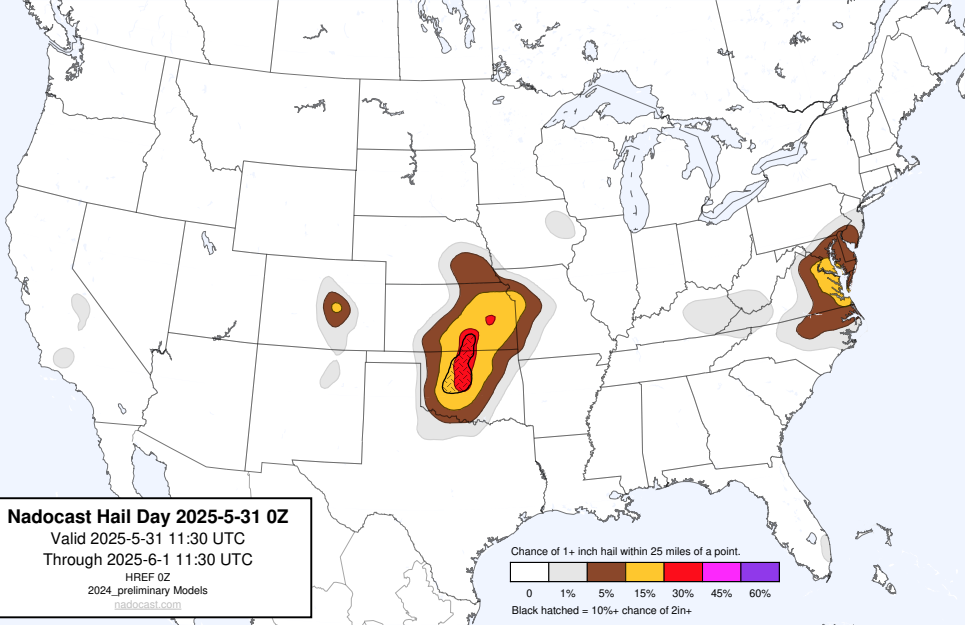 Nadocast Hail Day 2025-5-31 0Z
Valid 2025-5-31 11:30 UTC
Through 2025-6-1 11:30 UTC
HREF 0Z
2024_preliminary Models
nadocast.com
Chance of 1+ inch hail within 25 miles of a point.
0 1% 5% 15% 30% 45% 60%
Black hatched = 10%+ chance of 2in+